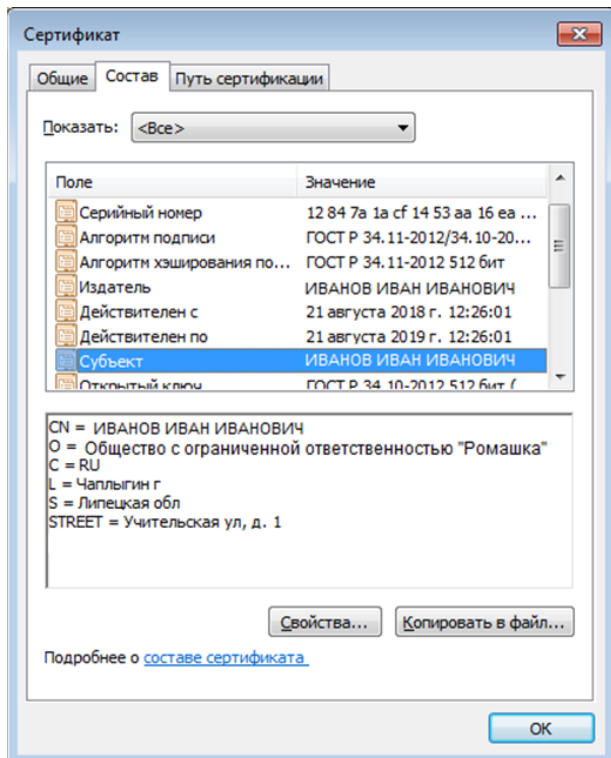 Сертификат
Общие Состав Путь сертификации
Показать: <Все>
Поле Значение
Серийный номер 12 84 7a 1a cf 14 53 aa 16 ea ...
Алгоритм подписи ГОСТ Р 34.11-2012/34.10-20...
Алгоритм хэширования по... ГОСТ Р 34.11-2012 512 бит
Издатель ИВАНОВ ИВАН ИВАНОВИЧ
Действителен с 21 августа 2018 г. 12:26:01
Действителен по 21 августа 2019 г. 12:26:01
Субъект ИВАНОВ ИВАН ИВАНОВИЧ
Открытый ключ ГОСТ Р 34.10-2012 512 бит (
CN = ИВАНОВ ИВАН ИВАНОВИЧ
O = Общество с ограниченной ответственностью "Ромашка"
C = RU
L = Чаплыгин г
S = Липецкая обл
STREET = Учительская ул, д. 1
Свойства... Копировать в файл...
Подробнее о составе сертификата
OK